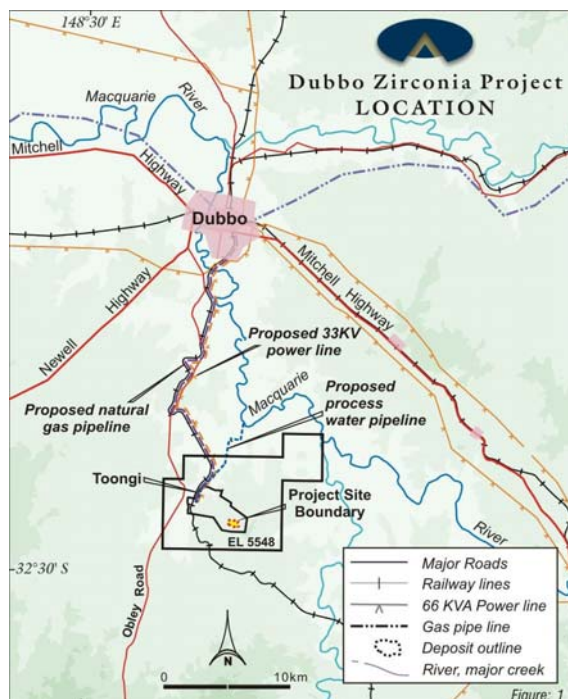 148°30' E
Dubbo Zirconia Project
LOCATION
Macquarie
River
Mitchell
Highway
Dubbo
Mitchell
Highway
Newell
Highway
Proposed 33KV
power line
Proposed natural
gas pipeline
Proposed
process
water pipeline
Macquarie
Toongi
Project Site
Boundary
EL 5548
River
32°30' S
Obley Road
N
0
10km
Major Roads
Railway lines
66 KVA Power line
Gas pipe line
Deposit outline
River, major creek
Figure: 1